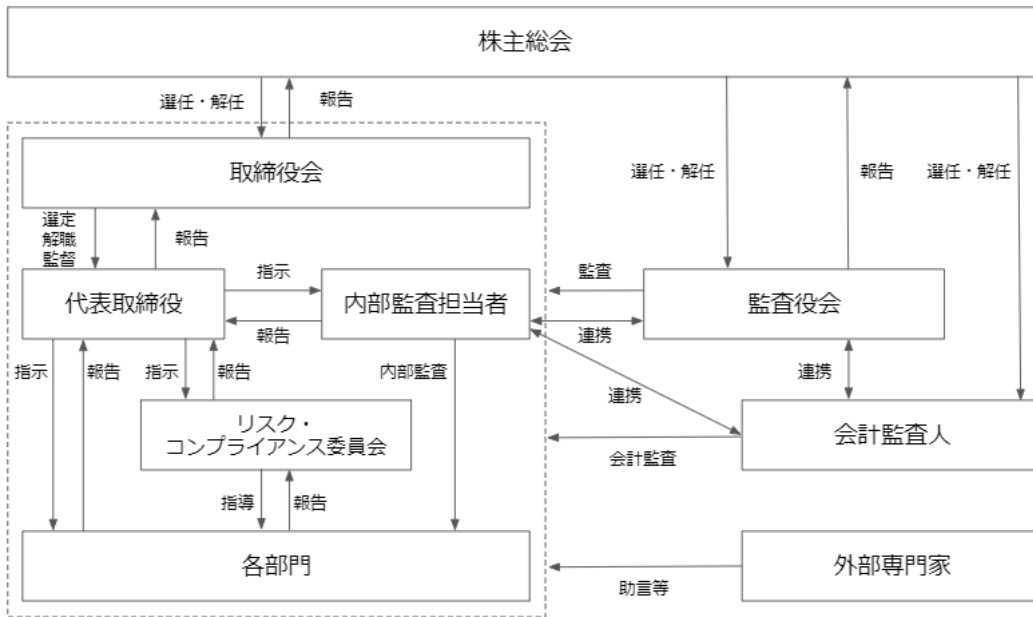 株主総会
選任・解任
報告
選任・解任
報告
選任・解任
取締役会
選定
解職
監督
報告
指示
監査
代表取締役
内部監査担当者
監査役会
報告
連携
指示
報告
指示
報告
内部監査
連携
連携
リスク・
コンプライアンス委員会
会計監査人
会計監査
指導
報告
各部門
外部専門家
助言等